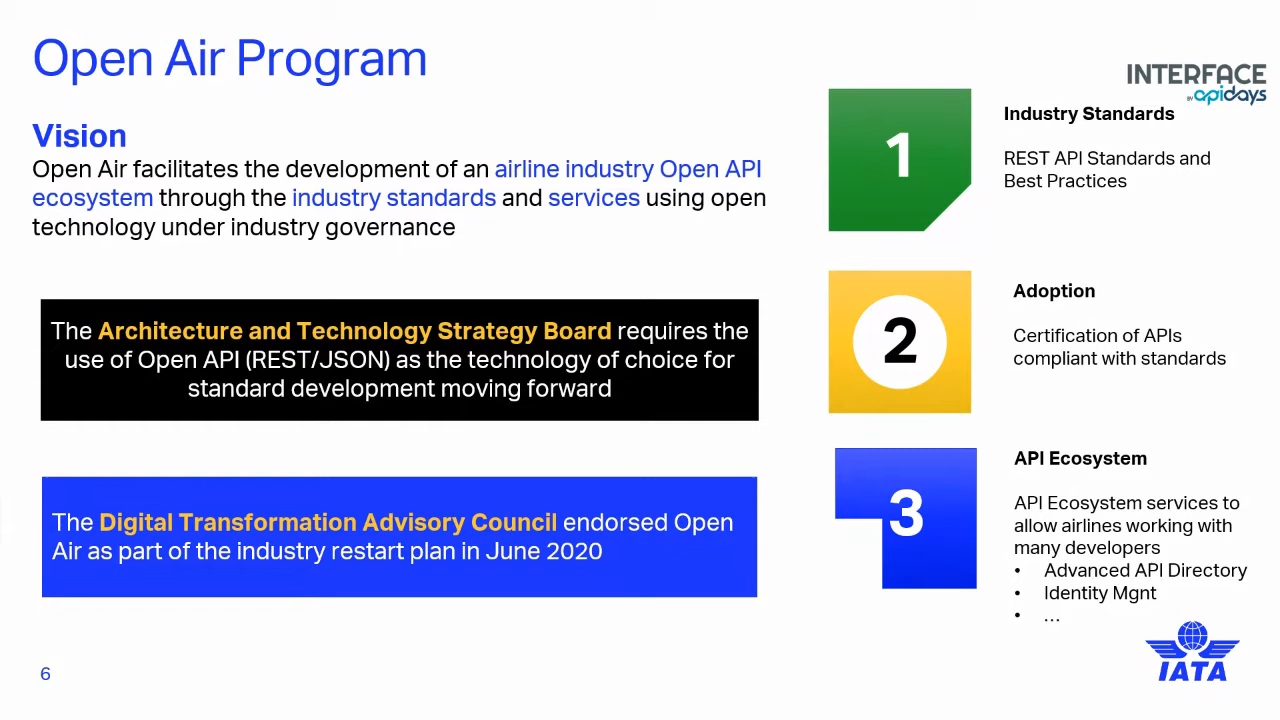 Open Air Program
INTERFACE
BY apidays
Vision
Open Air facilitates the development of an airline industry Open API
ecosystem through the industry standards and services using open
technology under industry governance
The Architecture and Technology Strategy Board requires the
use of Open API (REST/JSON) as the technology of choice for
standard development moving forward
The Digital Transformation Advisory Council endorsed Open
Air as part of the industry restart plan in June 2020
1
Industry Standards
REST API Standards and
Best Practices
2
Adoption
Certification of APIs
compliant with standards
3
API Ecosystem
API Ecosystem services to
allow airlines working with
many developers
• Advanced API Directory
• Identity Mgnt
• ...
6
IATA